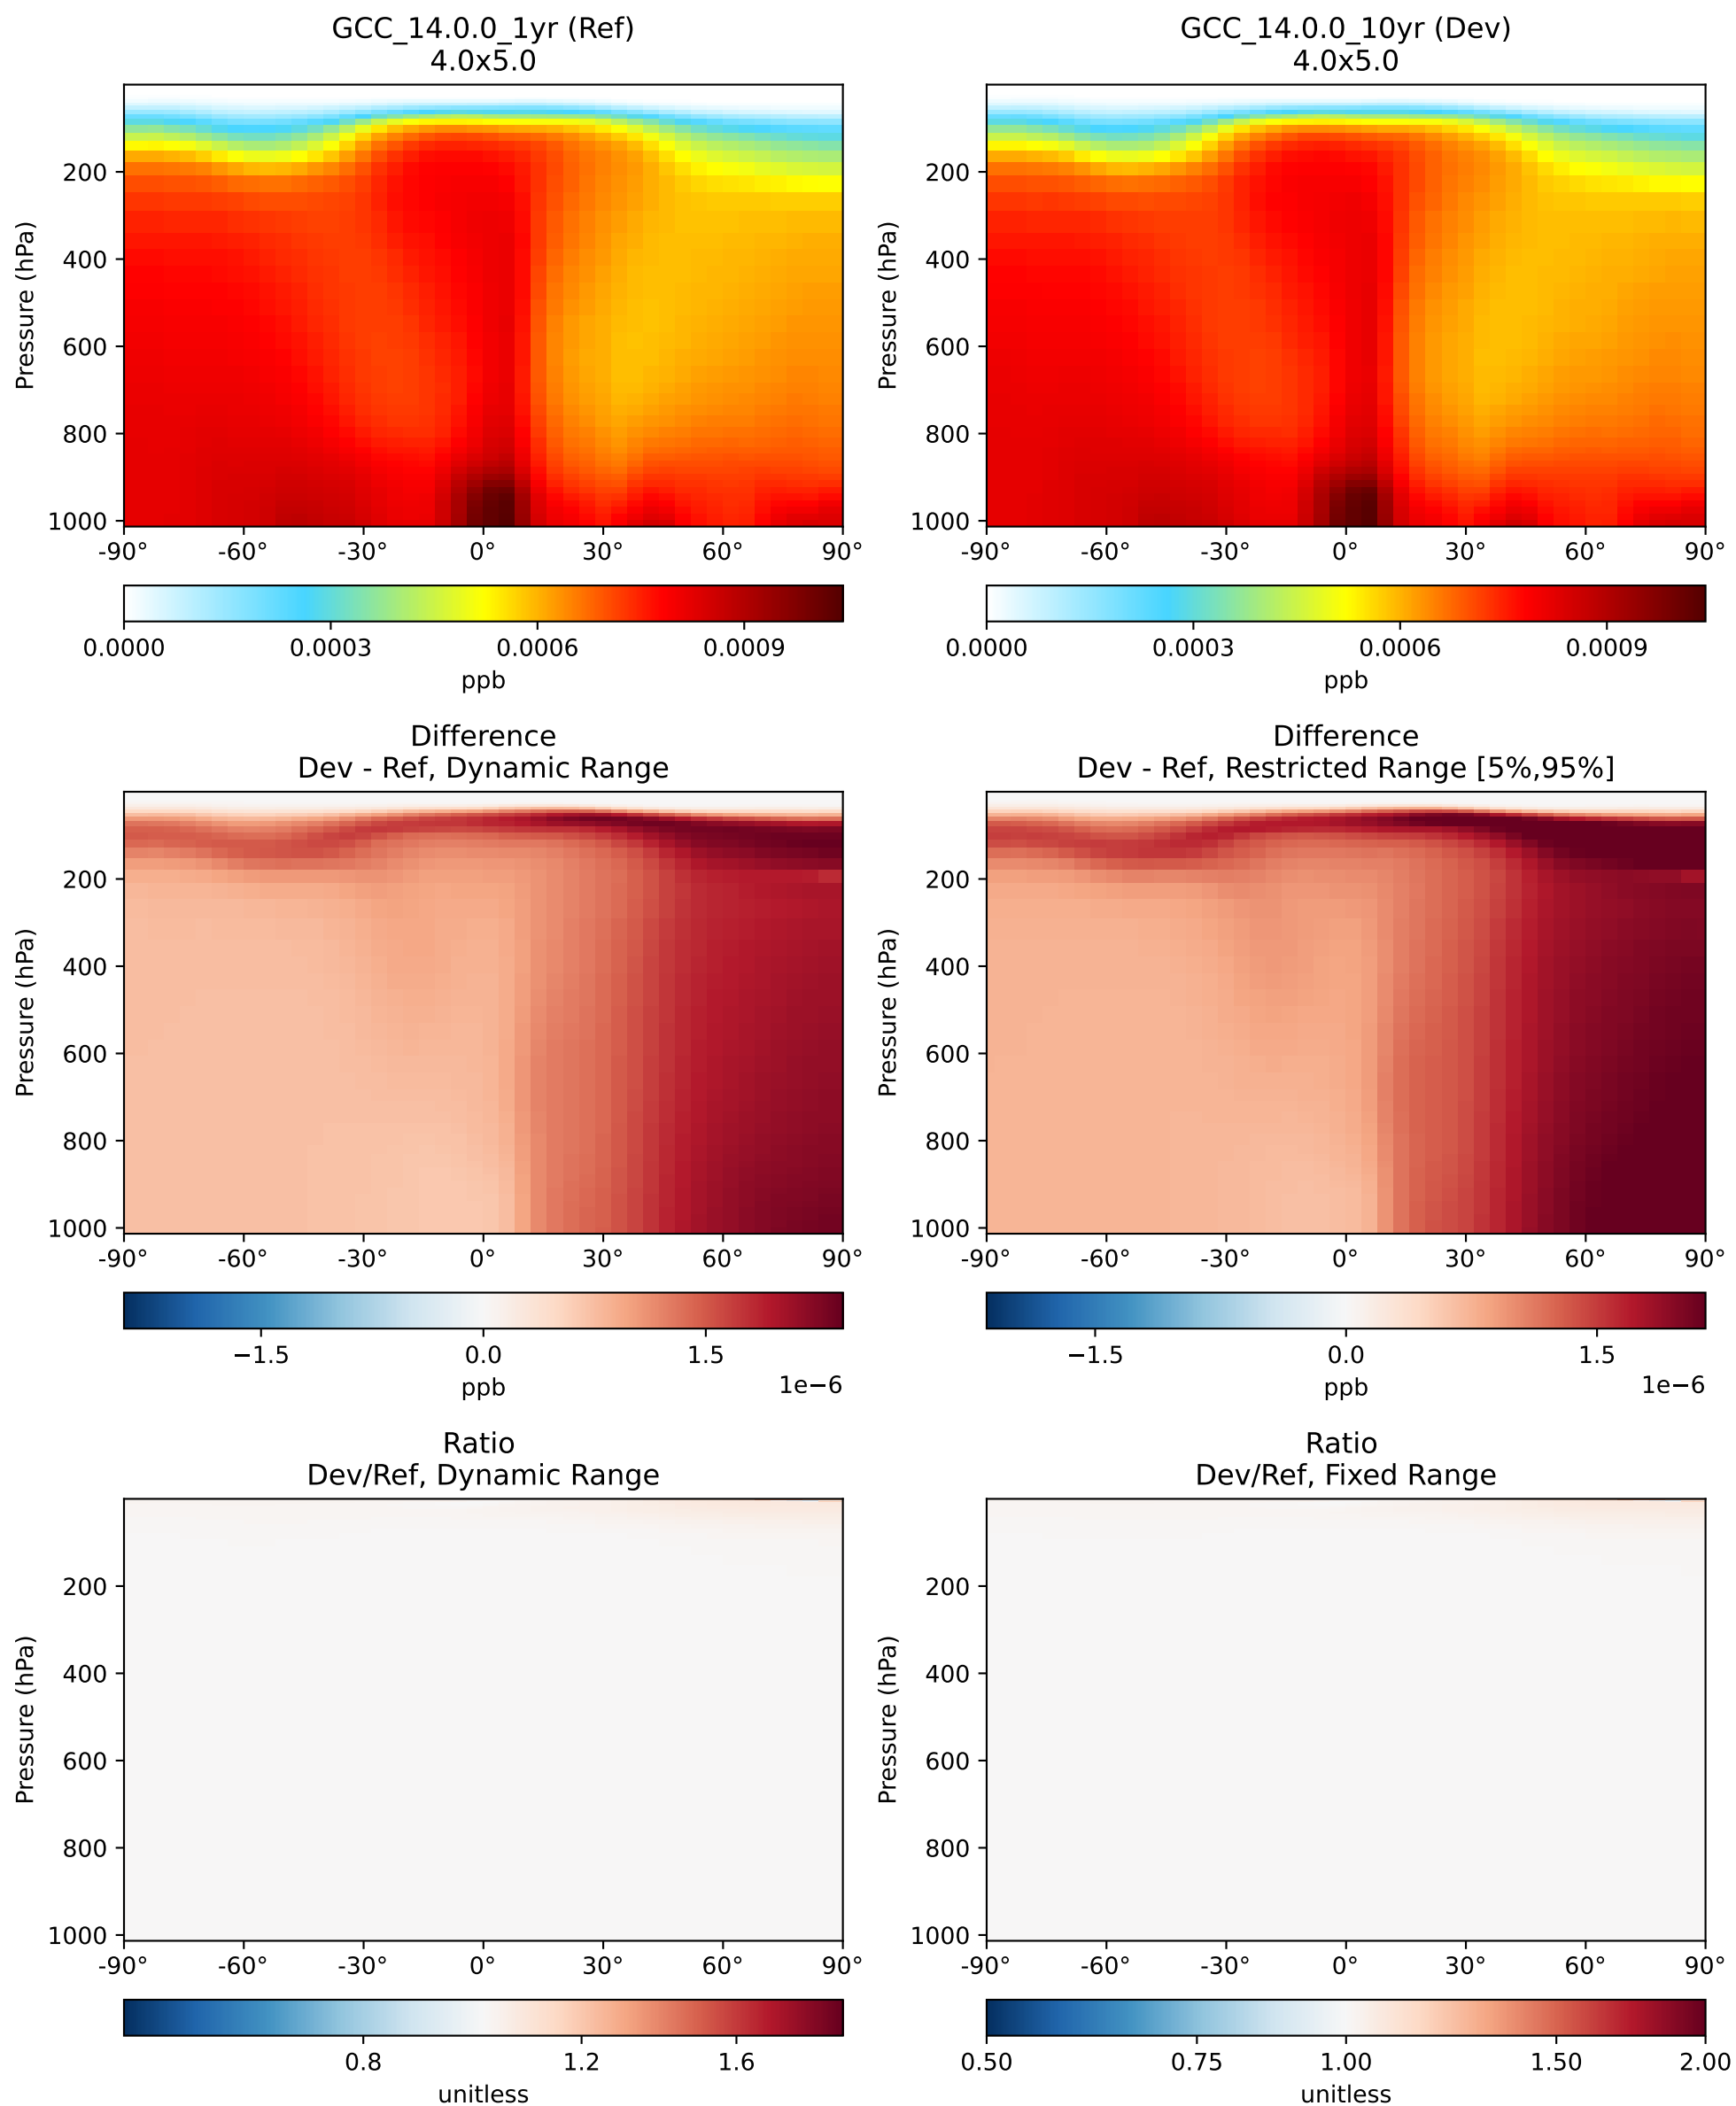 GCC_14.0.0_1yr (Ref)
4.0x5.0
Pressure (hPa)
200
400
600
800
1000
-90° -60° -30° 0° 30° 60° 90°
0.0000 0.0003 0.0006 0.0009
ppb
GCC_14.0.0_10yr (Dev)
4.0x5.0
Pressure (hPa)
200
400
600
800
1000
-90° -60° -30° 0° 30° 60° 90°
0.0000 0.0003 0.0006 0.0009
ppb
Difference
Dev - Ref, Dynamic Range
Pressure (hPa)
200
400
600
800
1000
-90° -60° -30° 0° 30° 60° 90°
−1.5 0.0 1.5
ppb 1e−6
Difference
Dev - Ref, Restricted Range [5%,95%]
Pressure (hPa)
200
400
600
800
1000
-90° -60° -30° 0° 30° 60° 90°
−1.5 0.0 1.5
ppb 1e−6
Ratio
Dev/Ref, Dynamic Range
Pressure (hPa)
200
400
600
800
1000
-90° -60° -30° 0° 30° 60° 90°
0.8 1.2 1.6
unitless
Ratio
Dev/Ref, Fixed Range
Pressure (hPa)
200
400
600
800
1000
-90° -60° -30° 0° 30° 60° 90°
0.50 0.75 1.00 1.50 2.00
unitless